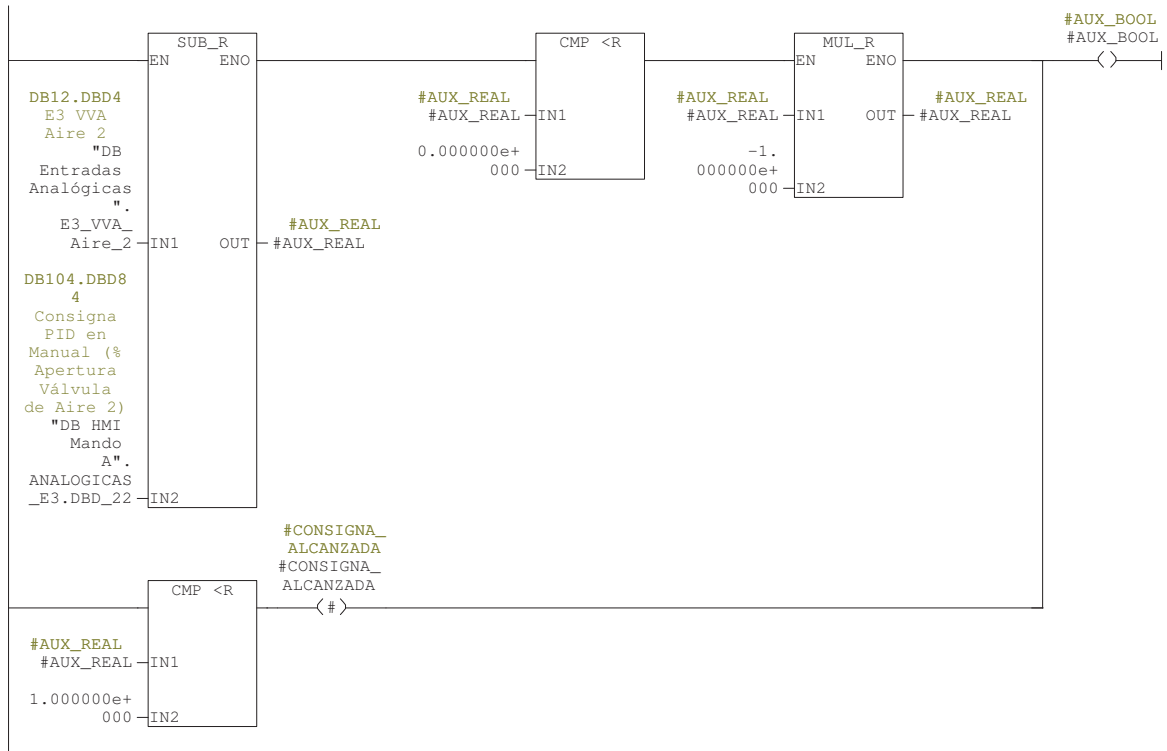 #AUX_BOOL
#AUX_BOOL
SUB_R
EN ENO
CMP <R
MUL_R
EN ENO
DB12.DBD4
E3 VVA
Aire 2
"DB
Entradas
Analógicas
".
E3_VVA_
Aire_2
IN1 OUT
#AUX_REAL
#AUX_REAL
#AUX_REAL
#AUX_REAL
IN1
0.000000e+
000
IN2
#AUX_REAL
#AUX_REAL
IN1 OUT
#AUX_REAL
#AUX_REAL
-1.
000000e+
000
IN2
DB104.DBD8
4
Consigna
PID en
Manual (%
Apertura
Válvula
de Aire 2)
"DB HMI
Mando
A".
ANALOGICAS
_E3.DBD_22
IN2
#CONSIGNA_
ALCANZADA
#CONSIGNA_
ALCANZADA
(#)
CMP <R
#AUX_REAL
#AUX_REAL
IN1
1.000000e+
000
IN2